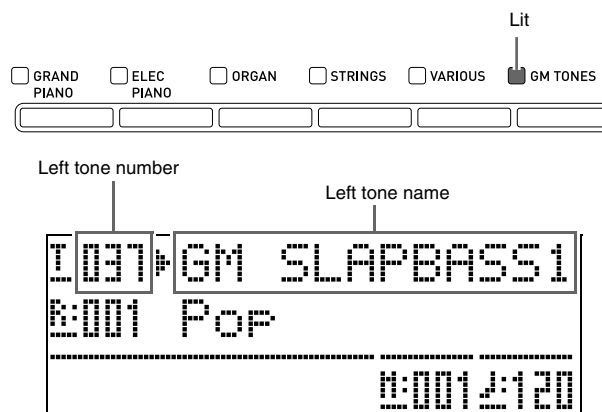 Lit
GRAND PIANO
ELEC PIANO
ORGAN
STRINGS
VARIOUS
GM TONES
Left tone number
Left tone name
T 037 GM SLAPBASS1
R:001 Pop
M:001 ♩:120